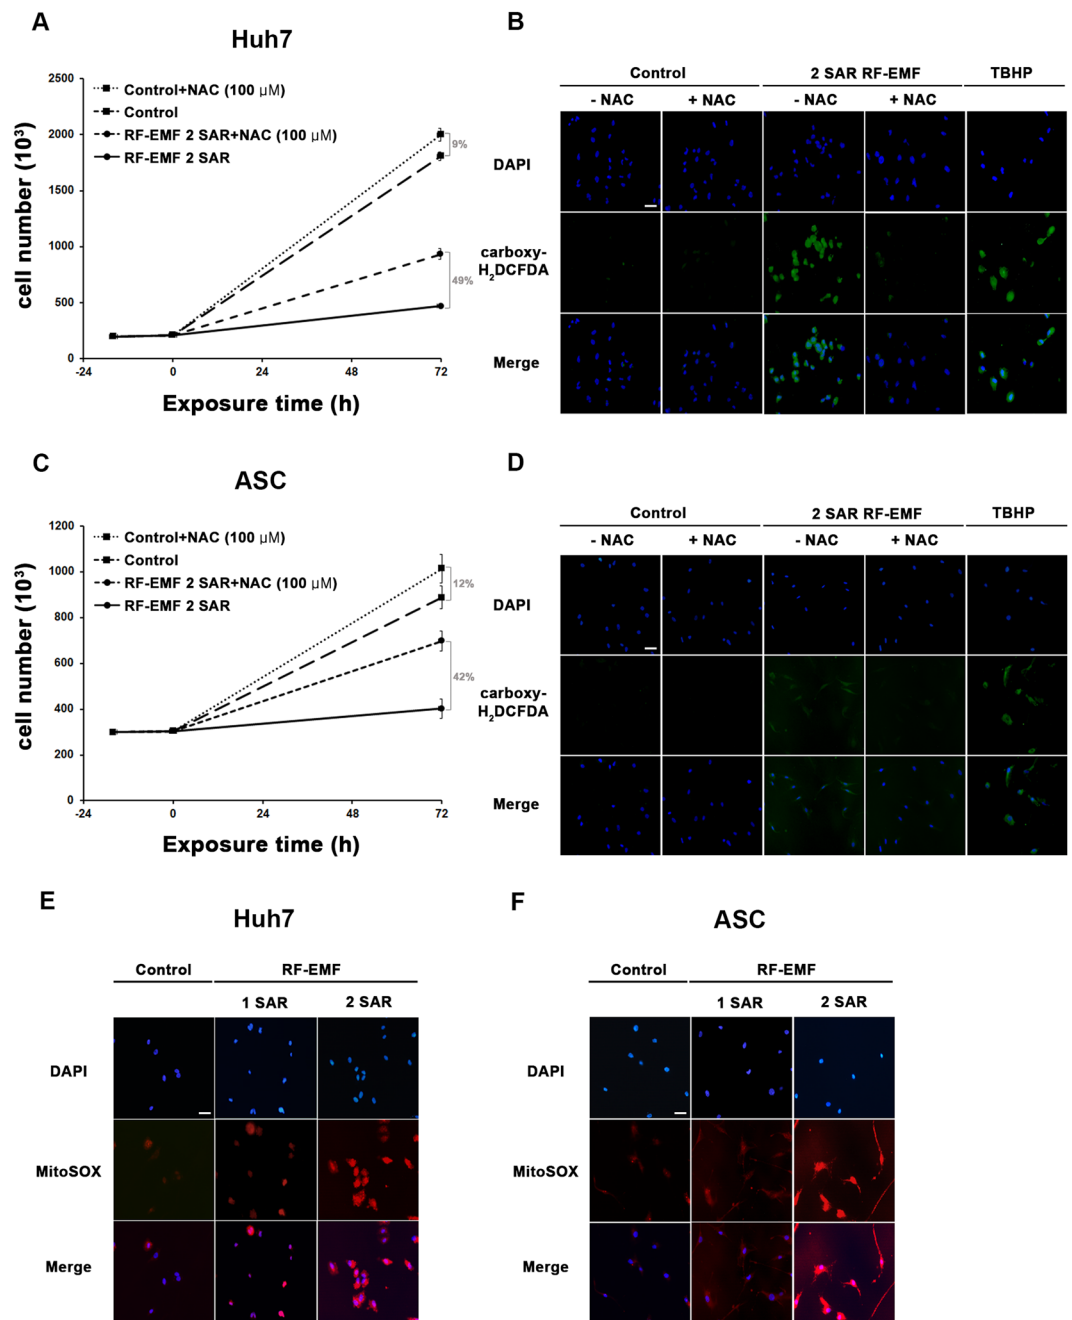 A
Huh7
2500
2000
1500
1000
500
0
-24
0
24
48
72
cell number (10³)
Exposure time (h)
Control+NAC (100 µM)
Control
RF-EMF 2 SAR+NAC (100 µM)
RF-EMF 2 SAR
9%
49%
B
Control
2 SAR RF-EMF
TBHP
- NAC
+ NAC
- NAC
+ NAC
DAPI
carboxy-
H₂DCFDA
Merge
C
ASC
1200
1000
800
600
400
200
0
-24
0
24
48
72
cell number (10³)
Exposure time (h)
Control+NAC (100 µM)
Control
RF-EMF 2 SAR+NAC (100 µM)
RF-EMF 2 SAR
12%
42%
D
Control
2 SAR RF-EMF
TBHP
- NAC
+ NAC
- NAC
+ NAC
DAPI
carboxy-
H₂DCFDA
Merge
E
Huh7
Control
RF-EMF
1 SAR
2 SAR
DAPI
MitoSOX
Merge
F
ASC
Control
RF-EMF
1 SAR
2 SAR
DAPI
MitoSOX
Merge